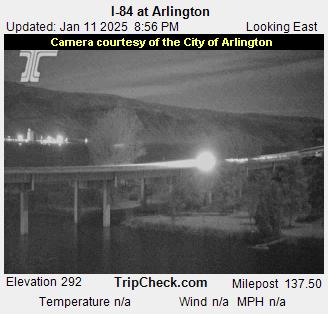 I-84 at Arlington
Updated: Jan 11 2025  8:56 PM Looking East
Camera courtesy of the City of Arlington
Elevation 292 TripCheck.com Milepost 137.50
Temperature n/a Wind n/a MPH n/a